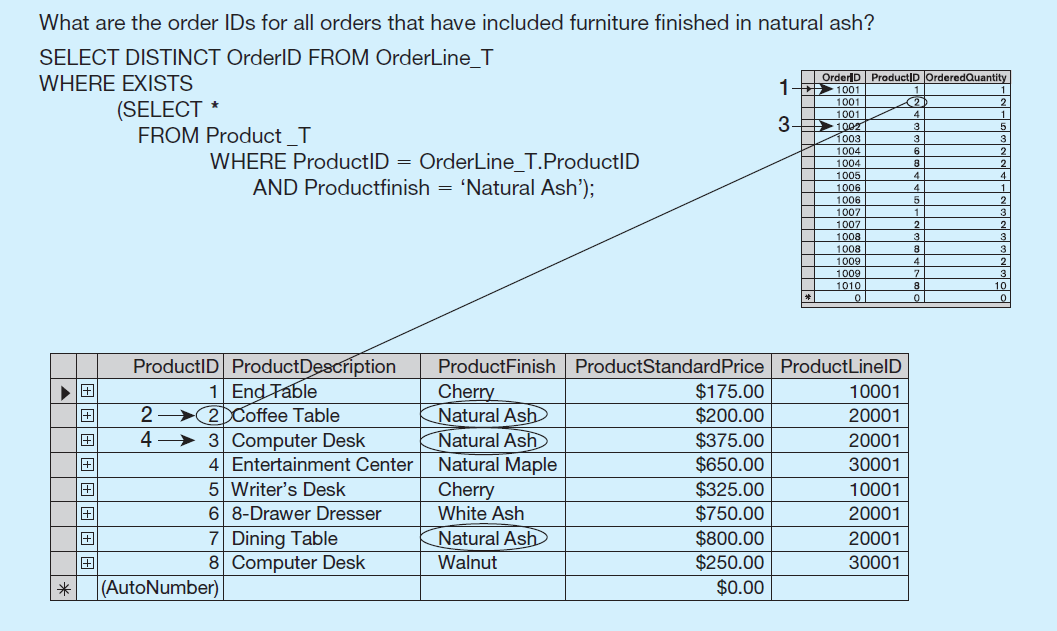 What are the order IDs for all orders that have included furniture finished in natural ash?
SELECT DISTINCT OrderID FROM OrderLine_T
WHERE EXISTS
(SELECT *
FROM Product _T
WHERE ProductID = OrderLine_T.ProductID
AND Productfinish = ‘Natural Ash’);
OrderID ProductID OrderedQuantity
1 1001 1 1
1001 2 2
1001 4 1
3 1002 3 5
1003 3 3
1004 6 2
1004 8 2
1005 4 4
1006 4 1
1006 5 2
1007 1 3
1007 2 2
1008 3 3
1008 8 3
1009 4 2
1009 7 3
1010 8 10
* 0 0 0
ProductID ProductDescription ProductFinish ProductStandardPrice ProductLineID
1 End Table Cherry $175.00 10001
2 2 Coffee Table Natural Ash $200.00 20001
4 3 Computer Desk Natural Ash $375.00 20001
4 Entertainment Center Natural Maple $650.00 30001
5 Writer’s Desk Cherry $325.00 10001
6 8-Drawer Dresser White Ash $750.00 20001
7 Dining Table Natural Ash $800.00 20001
8 Computer Desk Walnut $250.00 30001
* (AutoNumber) $0.00